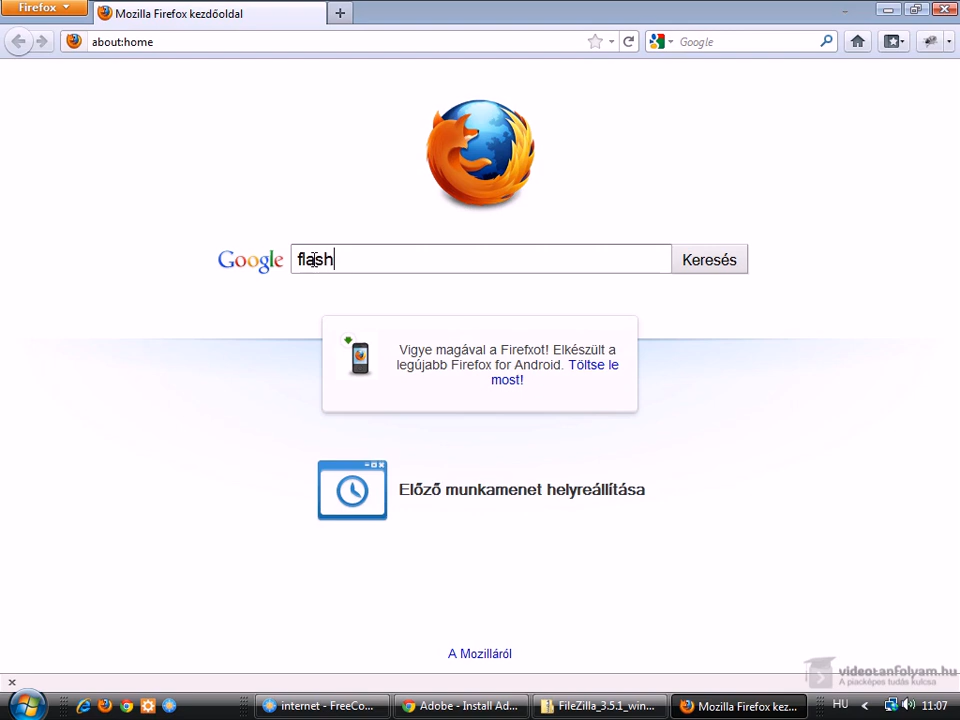 Firefox
Mozilla Firefox kezdőoldal
about:home
Google
Google
flash
Keresés
Vigye magával a Firefxot! Elkészült a
legújabb Firefox for Android. Töltse le
most!
Előző munkamenet helyreállítása
A Mozilláról
videotanfolyam.hu
A piacképes tudás kulcsa
internet - FreeCo...
Adobe - Install Ad...
FileZilla_3.5.1_win...
Mozilla Firefox kez...
HU
11:07